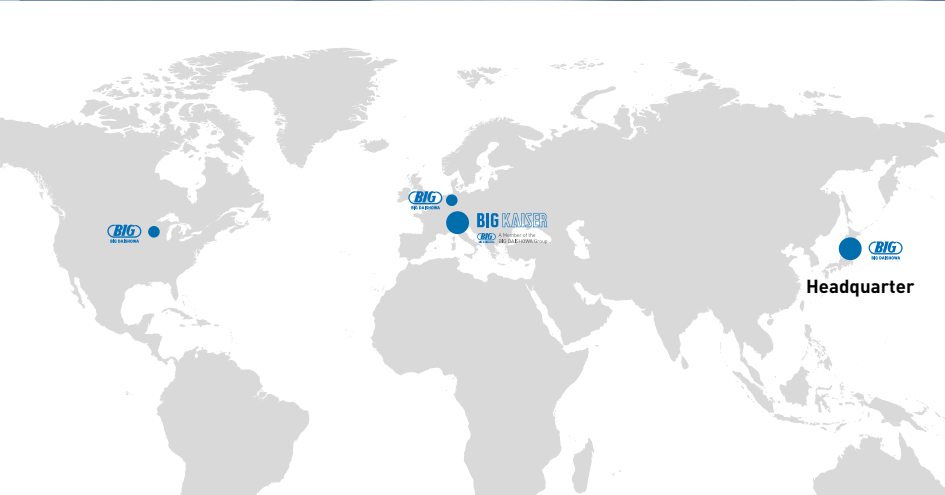 BIG
BIG DAISHOWA
BIG
BIG DAISHOWA
BIG KAISER
BIG
A Member of the
BIG DAISHOWA Group
BIG
BIG DAISHOWA
Headquarter